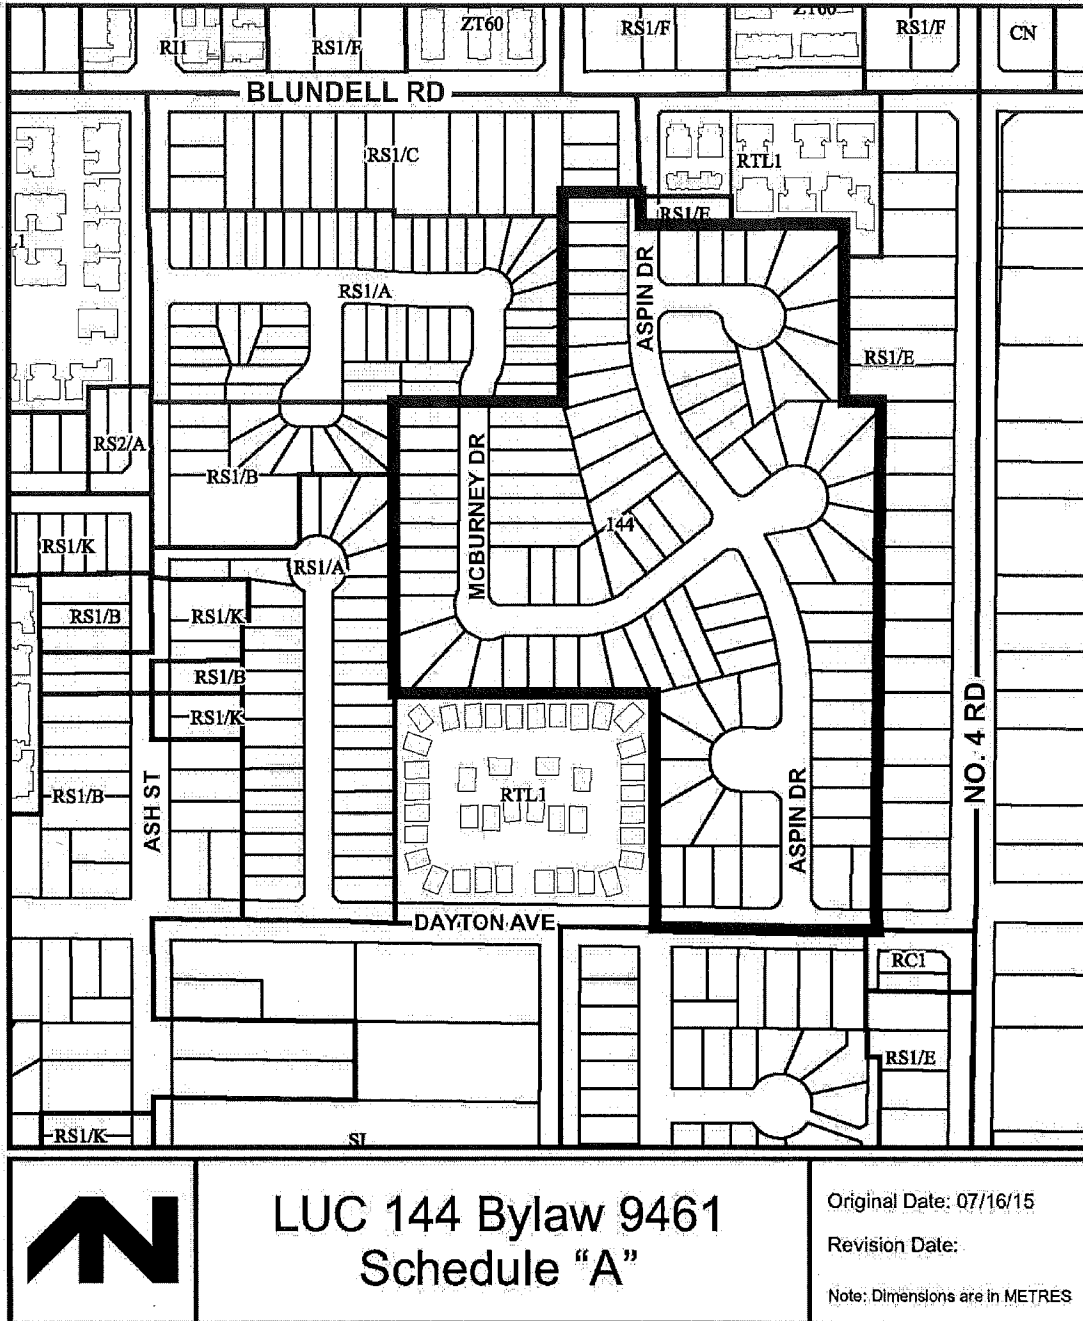 ZT60
ZT60
RI1
RS1/F
RS1/F
RS1/F
CN
BLUNDELL RD
RS1/C
RTL1
RS1/E
ASPIN DR
RS1/A
RS1/E
RS2/A
MCBURNEY DR
RS1/B
144
RS1/K
RS1/A
RS1/B
RS1/K
RS1/B
RS1/K
NO. 4 RD
RS1/B
ASH ST
RTL1
ASPIN DR
DAYTON AVE
RC1
RS1/E
RS1/K
SI
LUC 144 Bylaw 9461
Schedule “A”
Original Date: 07/16/15
Revision Date:
Note: Dimensions are in METRES